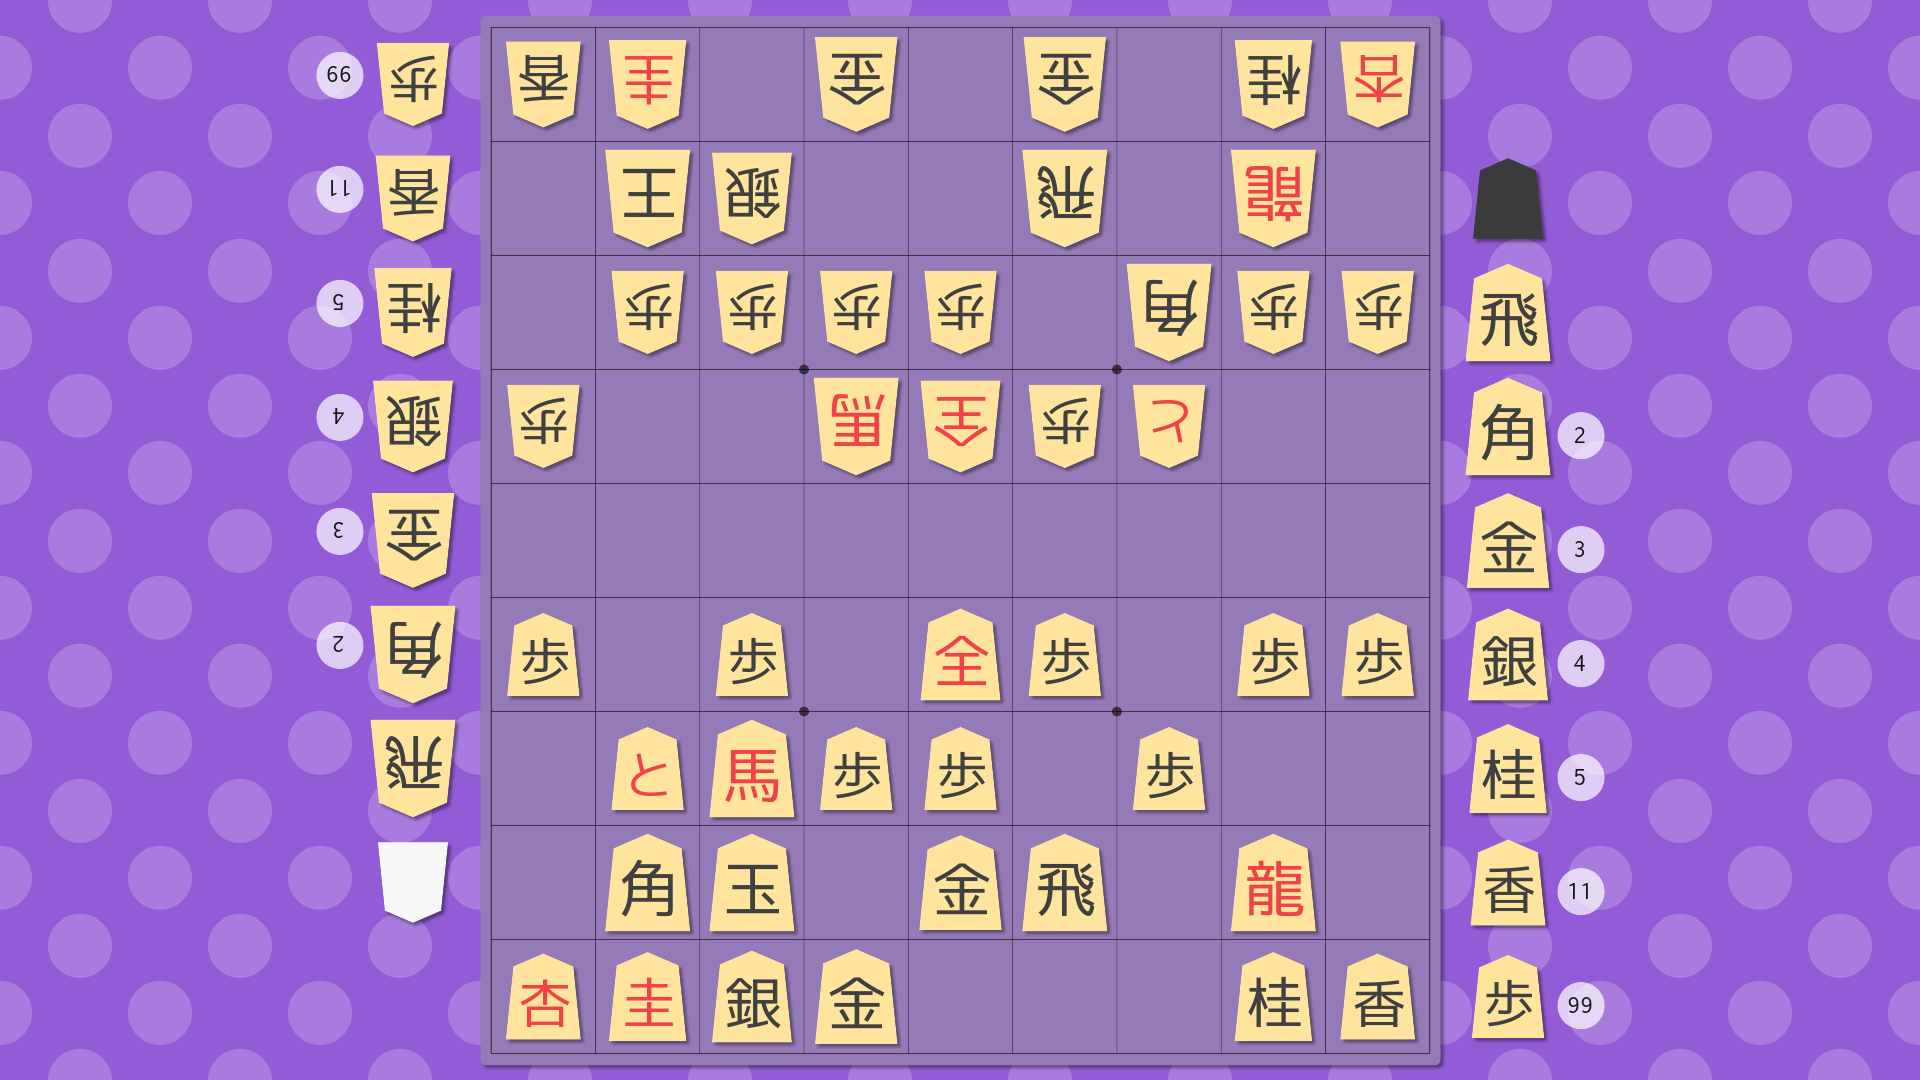 99 歩
11 香
5 桂
4 銀
3 金
2 角
飛
香 圭 金 金 桂 杏
王 銀 飛 龍
歩 歩 歩 歩 角 歩 歩
歩 馬 全 歩 と
歩 歩 全 歩 歩 歩
と 馬 歩 歩 歩
角 玉 金 飛 龍
杏 圭 銀 金 桂 香
飛
角 2
金 3
銀 4
桂 5
香 11
歩 99